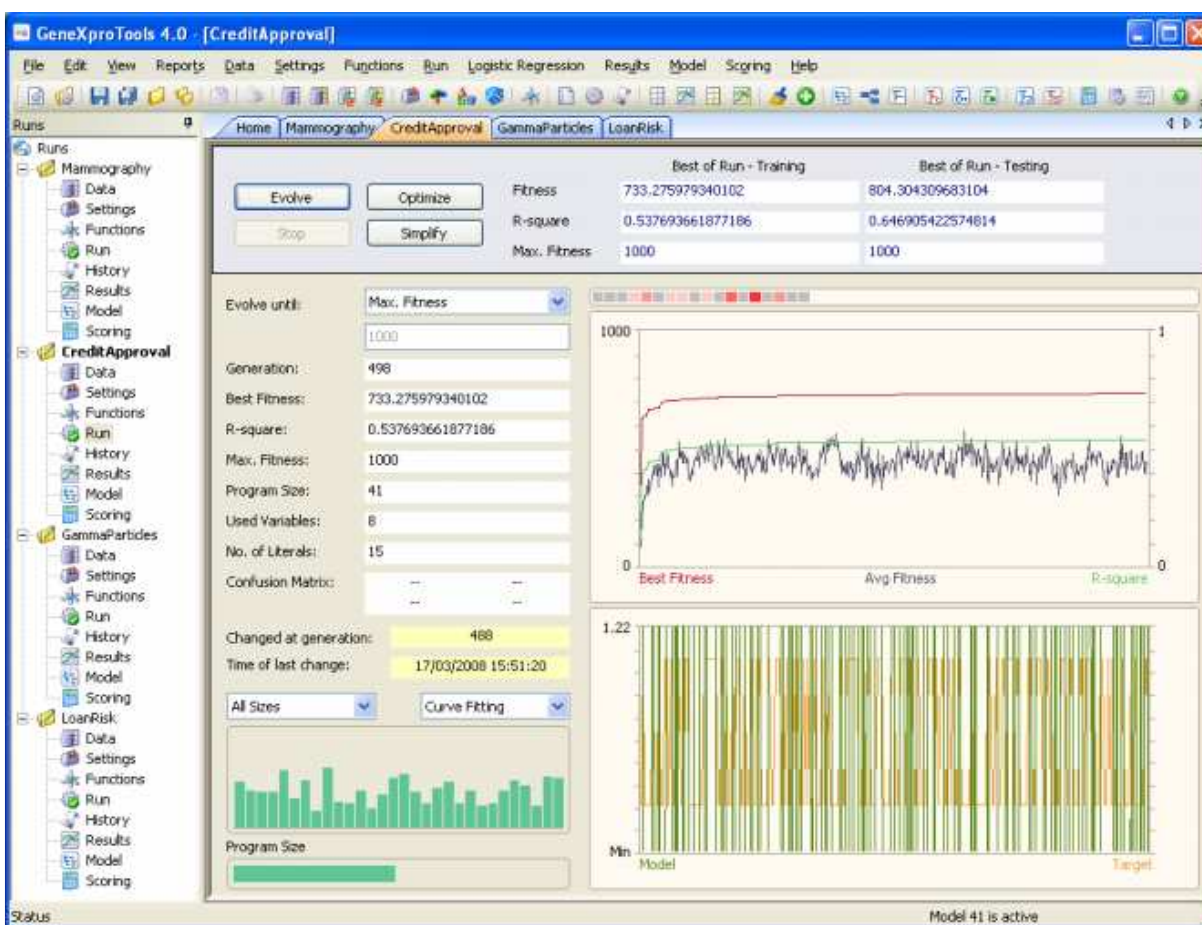 GeneXproTools 4.0 - [CreditApproval]
File Edit View Reports Data Settings Functions Run Logistic Regression Results Model Scoring Help
Runs
Home Mammography CreditApproval GammaParticles LoanRisk
Runs
Mammography
Data
Settings
Functions
Run
History
Results
Model
Scoring
CreditApproval
Data
Settings
Functions
Run
History
Results
Model
Scoring
GammaParticles
Data
Settings
Functions
Run
History
Results
Model
Scoring
LoanRisk
Data
Settings
Functions
Run
History
Results
Model
Scoring
Best of Run - Training Best of Run - Testing
Evolve Optimize Fitness 733.275979340102 804.304309683104
Stop Simplify R-square 0.537693661877186 0.646905422574814
Max. Fitness 1000 1000
Evolve until: Max. Fitness
1000
Generation: 498
Best Fitness: 733.275979340102
R-square: 0.537693661877186
Max. Fitness: 1000
Program Size: 41
Used Variables: 8
No. of Literals: 15
Confusion Matrix: -- --
-- --
Changed at generation: 488
Time of last change: 17/03/2008 15:51:20
All Sizes Curve Fitting
Program Size
1000 1
0 0
Best Fitness Avg Fitness R-square
1.22
Min
Model Target
Status Model 41 is active